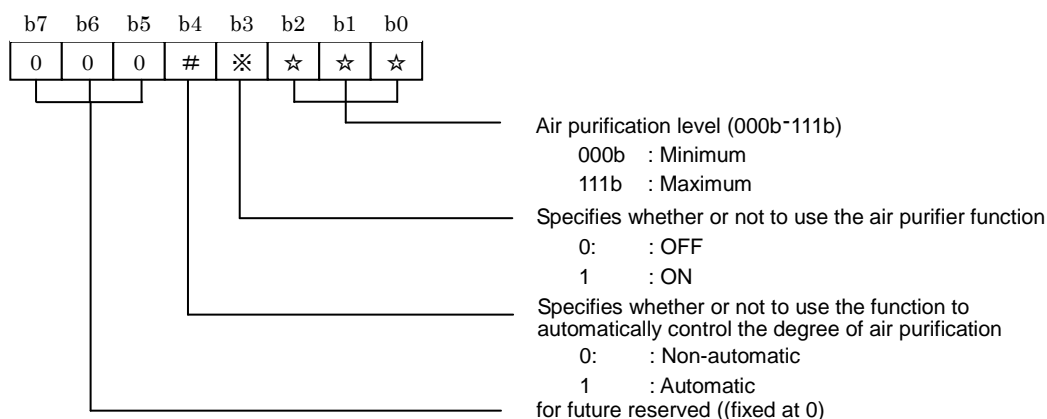 b7 b6 b5 b4 b3 b2 b1 b0
0 0 0 # ※ ☆ ☆ ☆
Air purification level (000b-111b)
000b : Minimum
111b : Maximum
Specifies whether or not to use the air purifier function
0: : OFF
1 : ON
Specifies whether or not to use the function to
automatically control the degree of air purification
0: : Non-automatic
1 : Automatic
for future reserved ((fixed at 0)